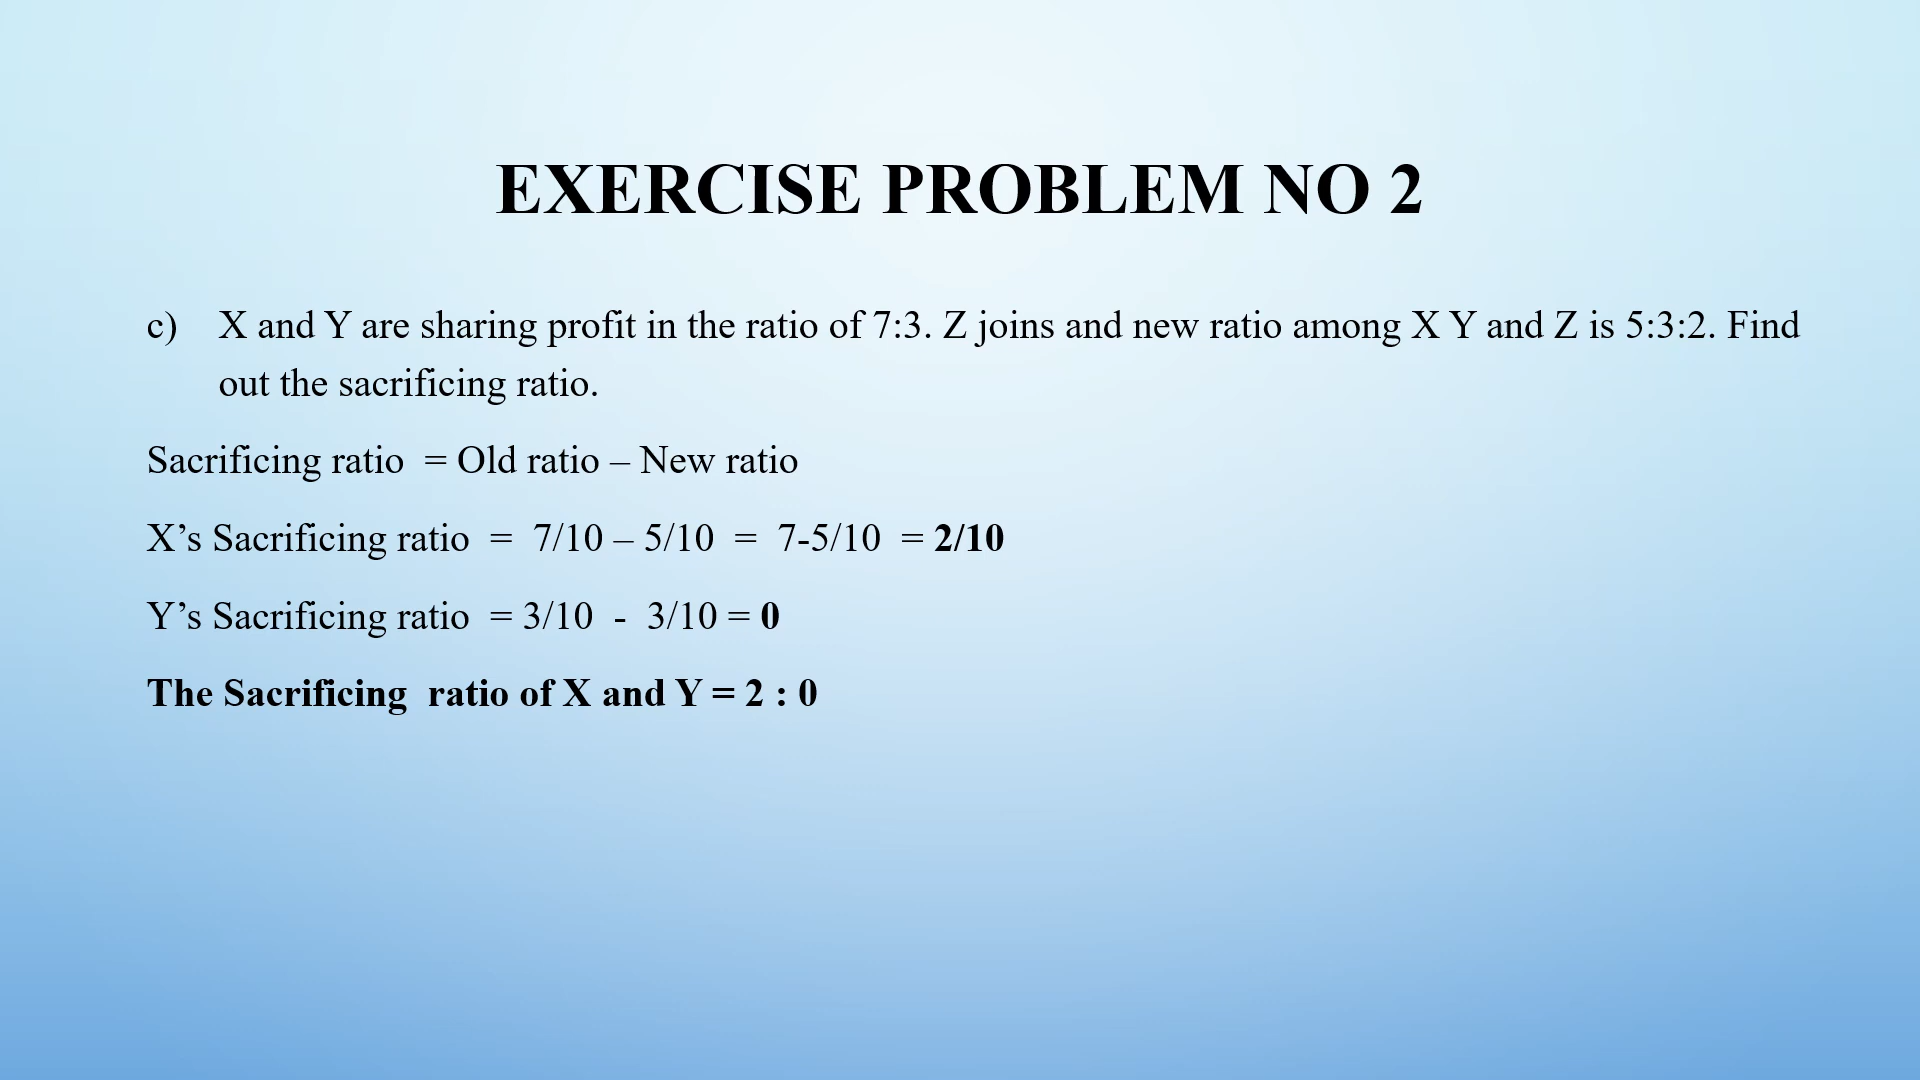 EXERCISE PROBLEM NO 2
c) X and Y are sharing profit in the ratio of 7:3. Z joins and new ratio among X Y and Z is 5:3:2. Find
out the sacrificing ratio.
Sacrificing ratio = Old ratio – New ratio
X’s Sacrificing ratio = 7/10 – 5/10 = 7-5/10 = 2/10
Y’s Sacrificing ratio = 3/10 - 3/10 = 0
The Sacrificing ratio of X and Y = 2 : 0